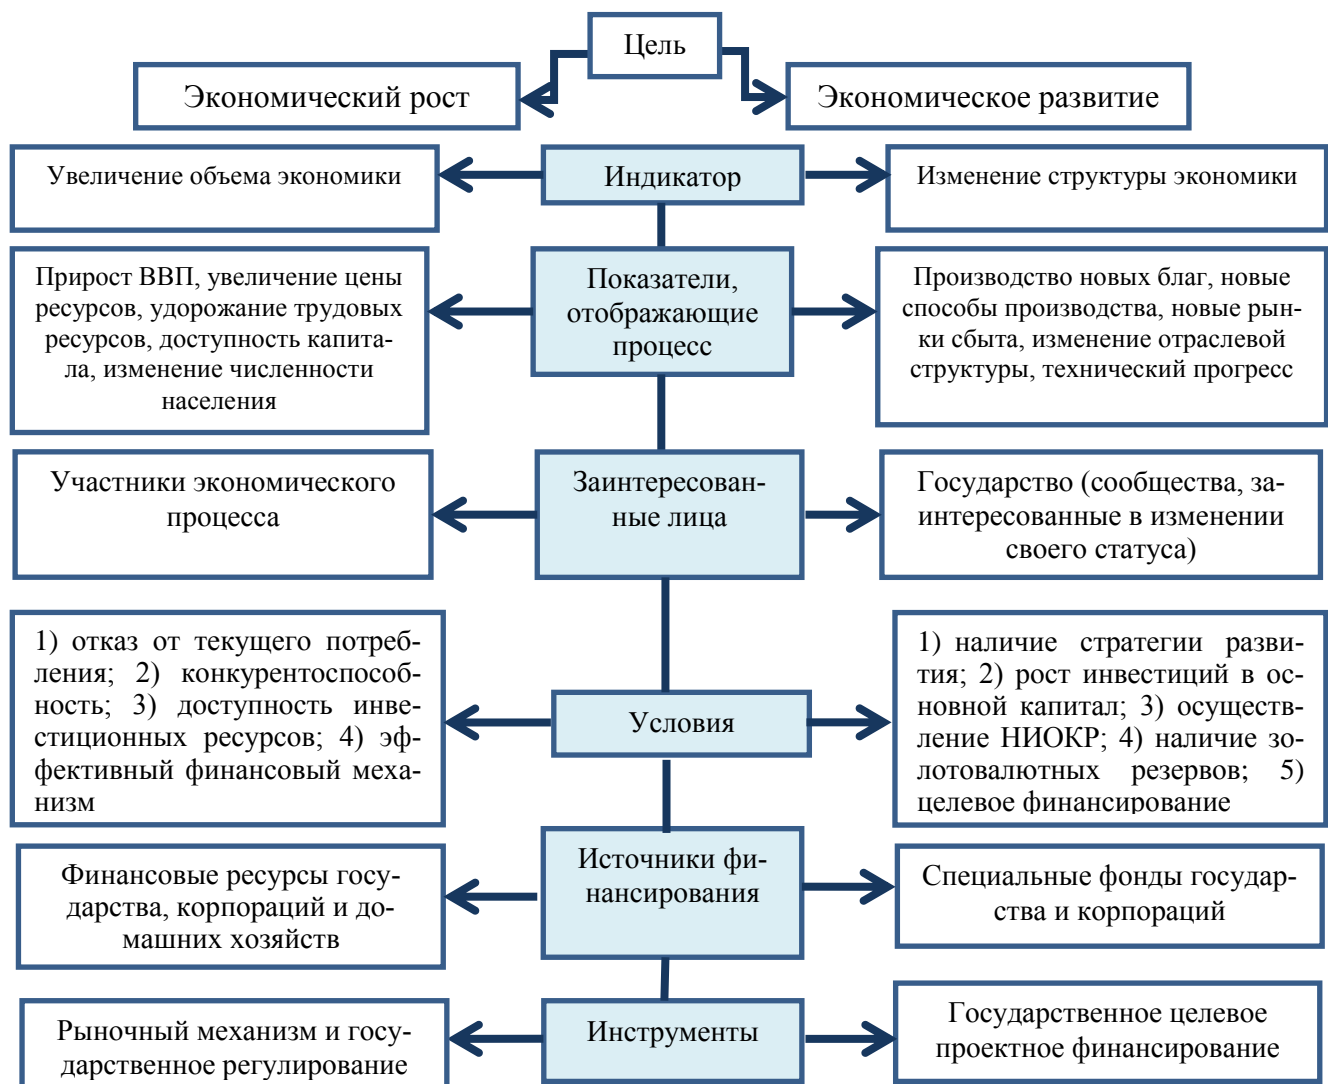 Цель
Экономический рост
Экономическое развитие
Увеличение объема экономики
Индикатор
Изменение структуры экономики
Прирост ВВП, увеличение цены
ресурсов, удорожание трудовых
ресурсов, доступность капита-
ла, изменение численности
населения
Показатели,
отображающие
процесс
Производство новых благ, новые
способы производства, новые рын-
ки сбыта, изменение отраслевой
структуры, технический прогресс
Участники экономического
процесса
Заинтересован-
ные лица
Государство (сообщества, за-
интересованные в изменении
своего статуса)
1) отказ от текущего потреб-
ления; 2) конкурентоспособ-
ность; 3) доступность инве-
стиционных ресурсов; 4) эф-
фективный финансовый меха-
низм
Условия
1) наличие стратегии разви-
тия; 2) рост инвестиций в ос-
новной капитал; 3) осуществ-
ление НИОКР; 4) наличие зо-
лотовалютных резервов; 5)
целевое финансирование
Финансовые ресурсы госу-
дарства, корпораций и до-
машних хозяйств
Источники фи-
нансирования
Специальные фонды государ-
ства и корпораций
Рыночный механизм и госу-
дарственное регулирование
Инструменты
Государственное целевое
проектное финансирование